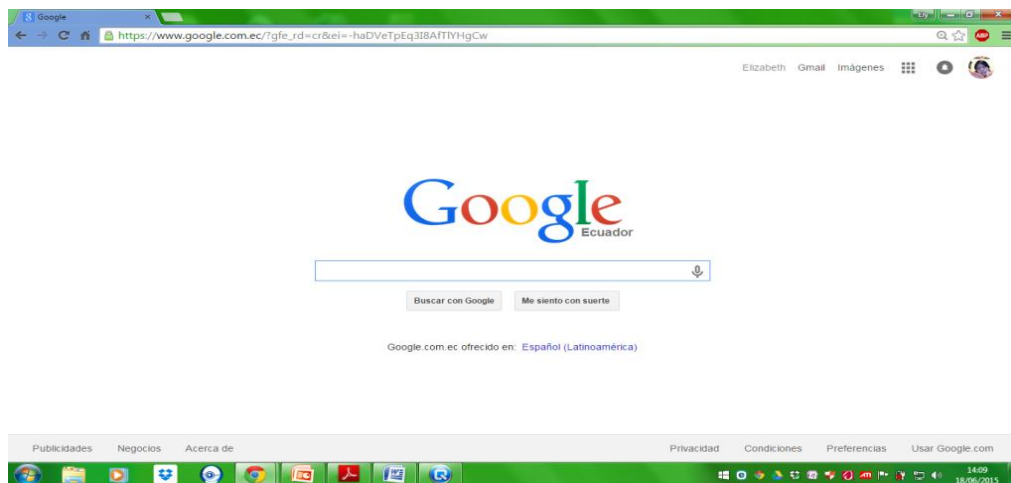 Google
Ely
https://www.google.com.ec/?gfe_rd=cr&ei=-haDVeTpEq3I8AfTlYHgCw
ABP
Elizabeth Gmail Imágenes
Google
Ecuador
Buscar con Google Me siento con suerte
Google.com.ec ofrecido en: Español (Latinoamérica)
Publicidades Negocios Acerca de Privacidad Condiciones Preferencias Usar Google.com
14:09
18/06/2015